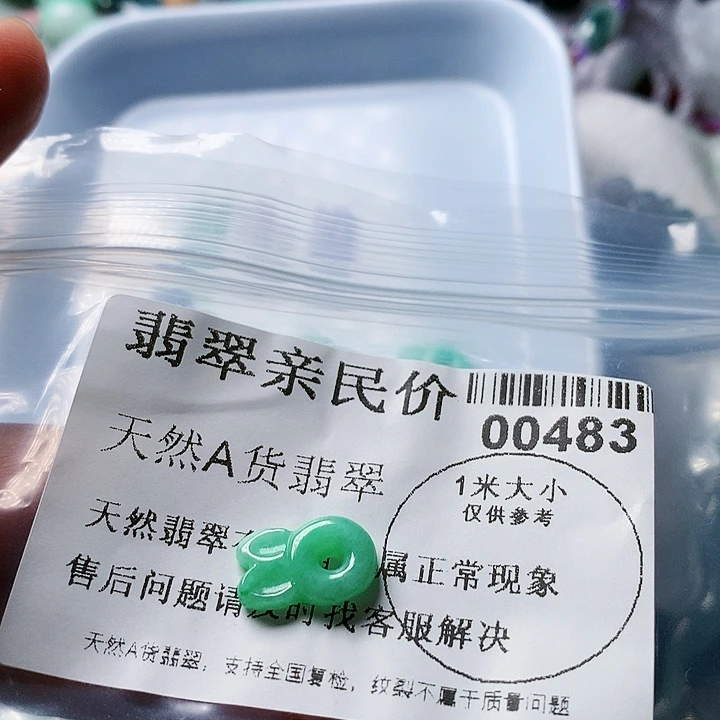 翡翠亲民价
00483
天然A货翡翠
1米大小
仅供参考
天然翡翠 属正常现象
售后问题请 时找客服解决
天然A货翡翠，支持全国复检，纹裂不属于质量问题